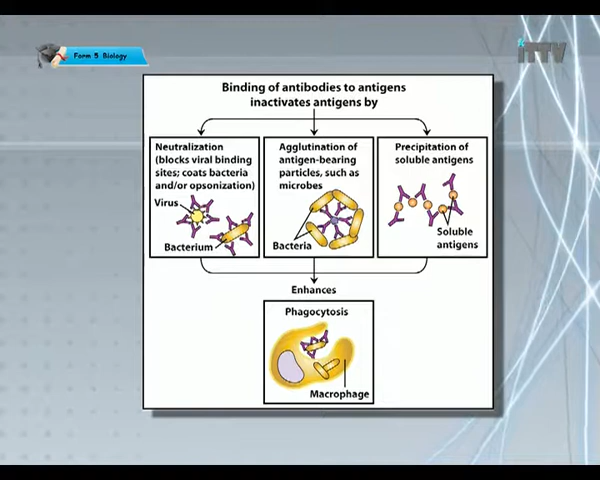 Form 5 Biology
iTTV
Binding of antibodies to antigens
inactivates antigens by
Neutralization
(blocks viral binding
sites; coats bacteria
and/or opsonization)
Virus
Bacterium
Agglutination of
antigen-bearing
particles, such as
microbes
Bacteria
Precipitation of
soluble antigens
Soluble
antigens
Enhances
Phagocytosis
Macrophage